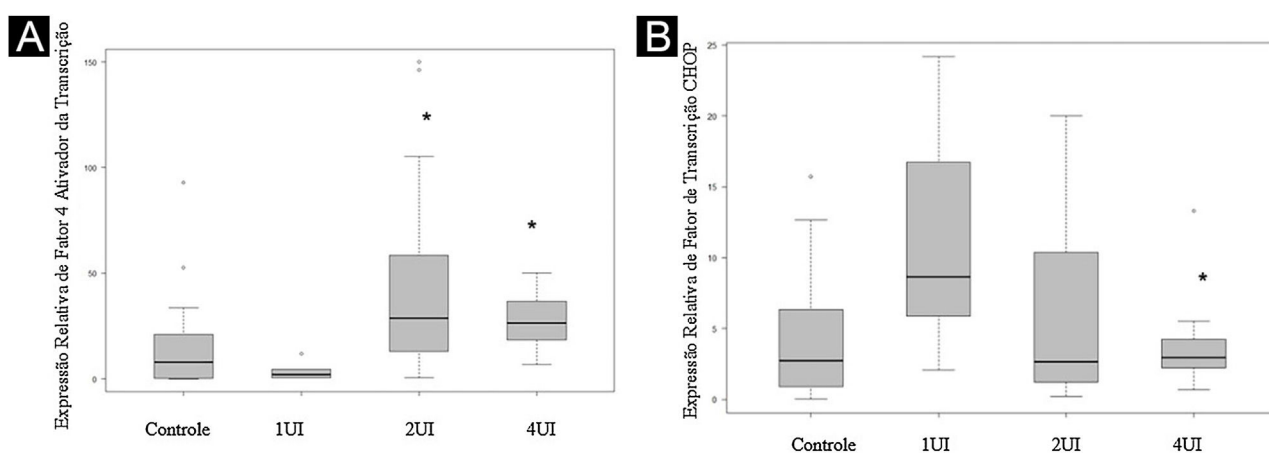 A
Expressão Relativa de Fator 4 Ativador da Transcrição
150
100
50
0
*
*
Controle 1UI 2UI 4UI
B
Expressão Relativa de Fator de Transcrição CHOP
25
20
15
10
5
0
*
Controle 1UI 2UI 4UI